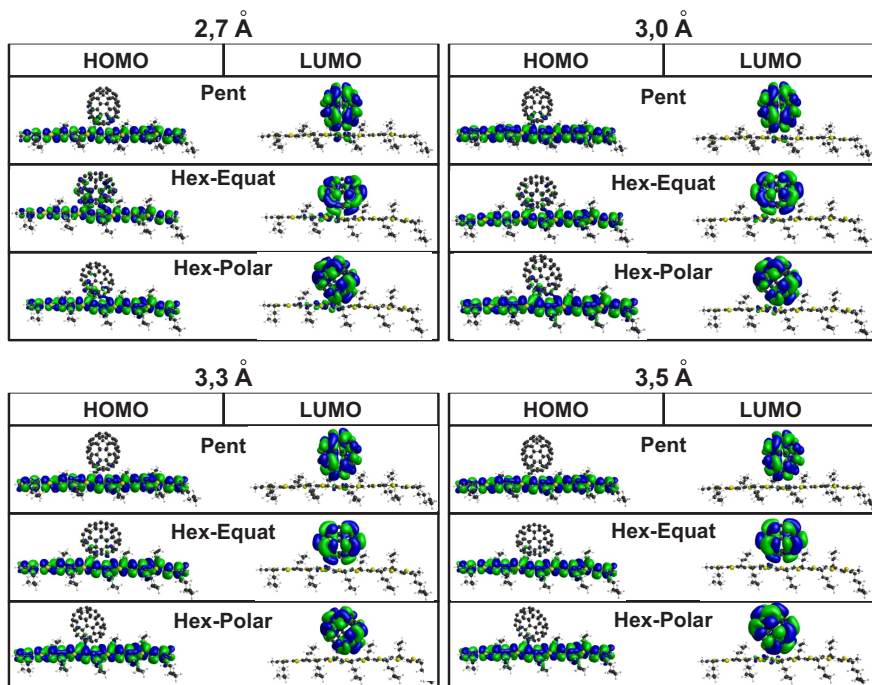 2,7 Å
HOMO LUMO
Pent
Hex-Equat
Hex-Polar
3,0 Å
HOMO LUMO
Pent
Hex-Equat
Hex-Polar
3,3 Å
HOMO LUMO
Pent
Hex-Equat
Hex-Polar
3,5 Å
HOMO LUMO
Pent
Hex-Equat
Hex-Polar